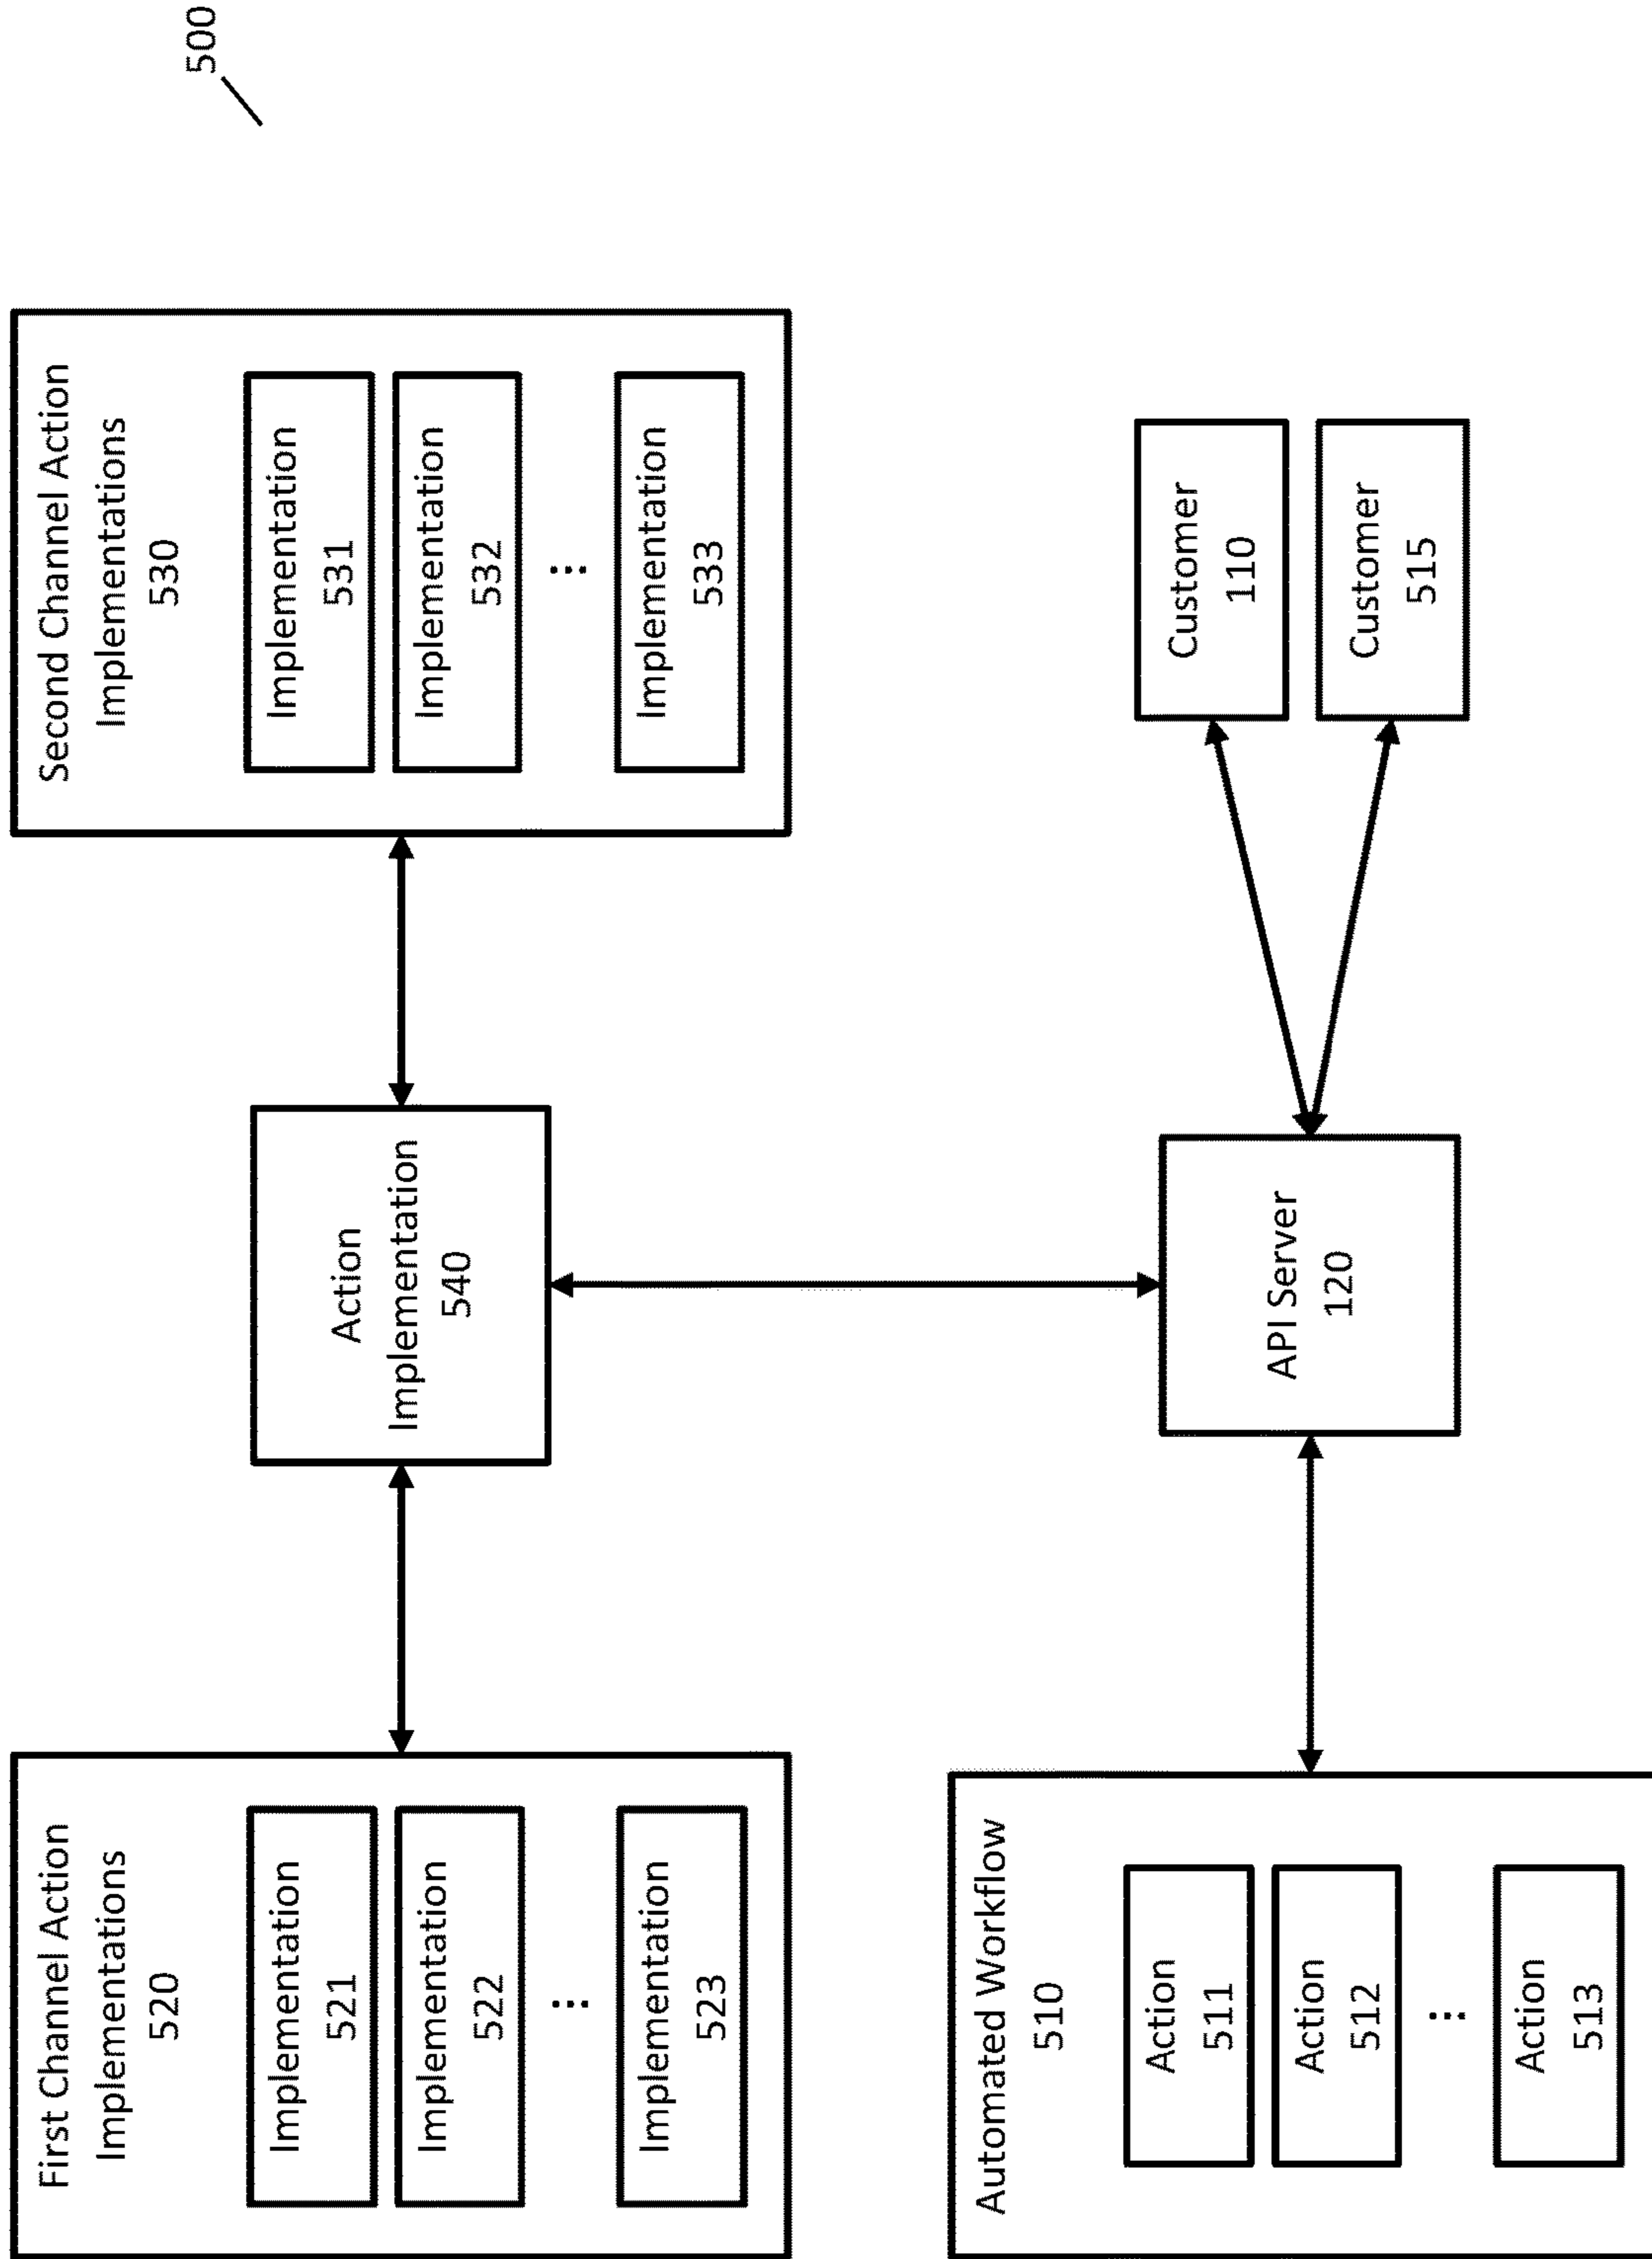 500
First Channel Action
Implementations
520
Implementation
521
Implementation
522
...
Implementation
523
Action
Implementation
540
Second Channel Action
Implementations
530
Implementation
531
Implementation
532
...
Implementation
533
Automated Workflow
510
Action
511
Action
512
...
Action
513
API Server
120
Customer
110
Customer
515